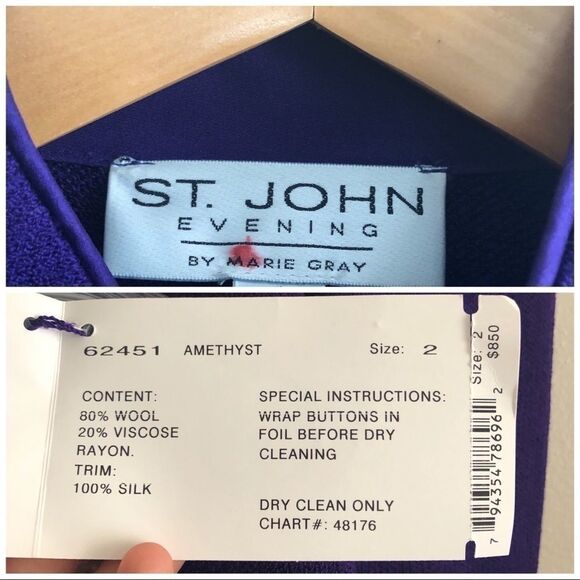 ST. JOHN
EVENING
BY MARIE GRAY
62451 AMETHYST Size: 2
CONTENT:
80% WOOL
20% VISCOSE
RAYON.
TRIM:
100% SILK
SPECIAL INSTRUCTIONS:
WRAP BUTTONS IN
FOIL BEFORE DRY
CLEANING
DRY CLEAN ONLY
CHART#: 48176
Size: 2
$850
7 94354 78696 2